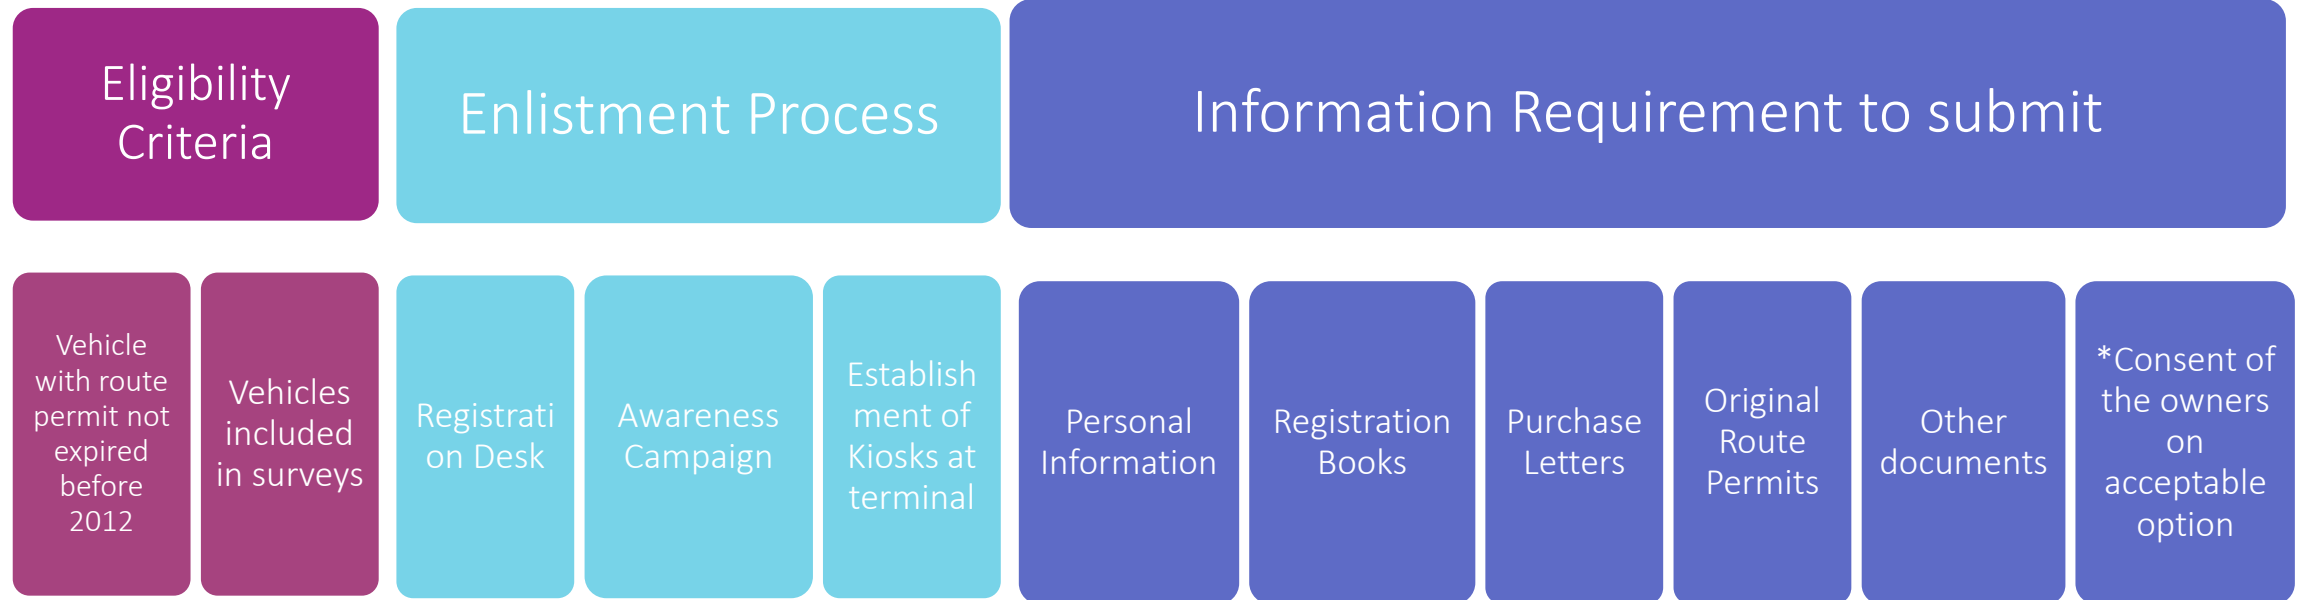 Eligibility
Criteria
Enlistment Process
Information Requirement to submit
Vehicle
with route
permit not
expired
before
2012
Vehicles
included
in surveys
Registrati
on Desk
Awareness
Campaign
Establish
ment of
Kiosks at
terminal
Personal
Information
Registration
Books
Purchase
Letters
Original
Route
Permits
Other
documents
*Consent of
the owners
on
acceptable
option